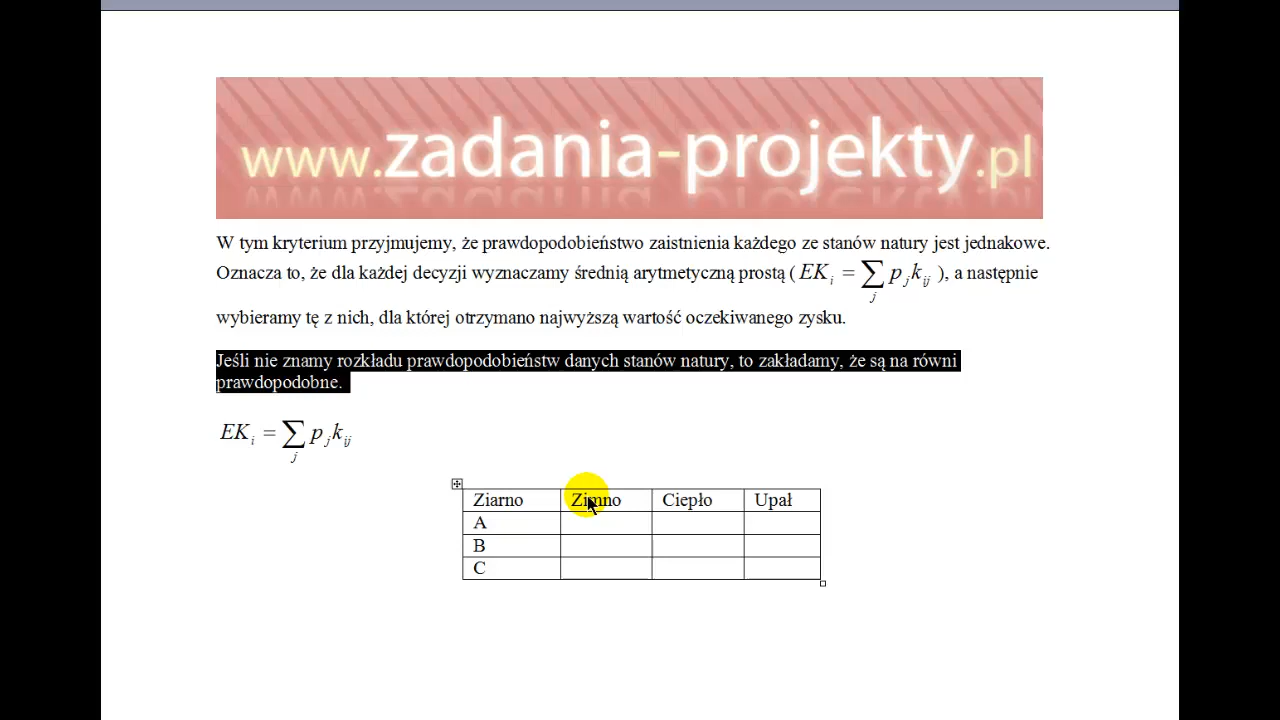 www.zadania-projekty.pl
W tym kryterium przyjmujemy, że prawdopodobieństwo zaistnienia każdego ze stanów natury jest jednakowe.
Oznacza to, że dla każdej decyzji wyznaczamy średnią arytmetyczną prostą ( EK_i = ∑_j p_j k_ij ), a następnie
wybieramy tę z nich, dla której otrzymano najwyższą wartość oczekiwanego zysku.
Jeśli nie znamy rozkładu prawdopodobieństw danych stanów natury, to zakładamy, że są na równi
prawdopodobne.
EK_i = ∑_j p_j k_ij
Ziarno Zimno Ciepło Upał
A
B
C